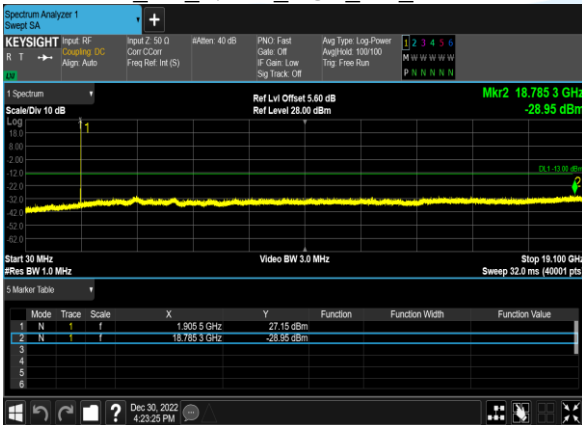 Spectrum Analyzer 1
Swept SA
KEYSIGHT Input: RF Input Z: 50 Ω #Atten: 40 dB PNO: Fast Avg Type: Log-Power 1 2 3 4 5 6
R T Coupling: DC Corr CCorr Gate: Off Avg|Hold: 100/100 M W W W W W
Align: Auto Freq Ref: Int (S) IF Gain: Low Trig: Free Run
LU Sig Track: Off P N N N N N
1 Spectrum Ref Lvl Offset 5.60 dB Mkr2 18.785 3 GHz
Scale/Div 10 dB Ref Level 28.00 dBm -28.95 dBm
Log
18.0
8.00
-2.00
-12.0
-22.0
-32.0
-42.0
-52.0
-62.0
1
DL1 -13.00 dBm
2
Start 30 MHz Video BW 3.0 MHz Stop 19.100 GHz
#Res BW 1.0 MHz Sweep 32.0 ms (40001 pts)
5 Marker Table
Mode Trace Scale X Y Function Function Width Function Value
1 N 1 f 1.905 5 GHz 27.15 dBm
2 N 1 f 18.785 3 GHz -28.95 dBm
3
4
5
6
? Dec 30, 2022
4:23:25 PM